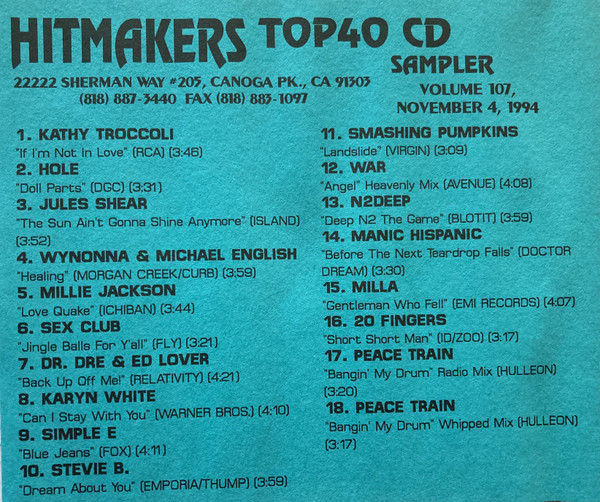 HITMAKERS TOP40 CD
SAMPLER
22222 SHERMAN WAY #205, CANOGA PK., CA 91303
(818) 887-3440 FAX (818) 883-1097
VOLUME 107,
NOVEMBER 4, 1994
1. KATHY TROCCOLI
"If I'm Not In Love" (RCA) (3:46)
2. HOLE
"Doll Parts" (DGC) (3:31)
3. JULES SHEAR
"The Sun Ain't Gonna Shine Anymore" (ISLAND)
(3:52)
4. WYNONNA & MICHAEL ENGLISH
"Healing" (MORGAN CREEK/CURB) (3:59)
5. MILLIE JACKSON
"Love Quake" (ICHIBAN) (3:44)
6. SEX CLUB
"Jingle Balls For Y'all" (FLY) (3:21)
7. DR. DRE & ED LOVER
"Back Up Off Me!" (RELATIVITY) (4:21)
8. KARYN WHITE
"Can I Stay With You" (WARNER BROS.) (4:10)
9. SIMPLE E
"Blue Jeans" (FOX) (4:11)
10. STEVIE B.
"Dream About You" (EMPORIA/THUMP) (3:59)
11. SMASHING PUMPKINS
"Landslide" (VIRGIN) (3:09)
12. WAR
"Angel" Heavenly Mix (AVENUE) (4:08)
13. N2DEEP
"Deep N2 The Game" (BLOTIT) (3:59)
14. MANIC HISPANIC
"Before The Next Teardrop Falls" (DOCTOR
DREAM) (3:30)
15. MILLA
"Gentleman Who Fell" (EMI RECORDS) (4:07)
16. 20 FINGERS
"Short Short Man" (ID/ZOO) (3:17)
17. PEACE TRAIN
"Bangin' My Drum" Radio Mix (HULLEON)
(3:20)
18. PEACE TRAIN
"Bangin' My Drum" Whipped Mix (HULLEON)
(3:17)